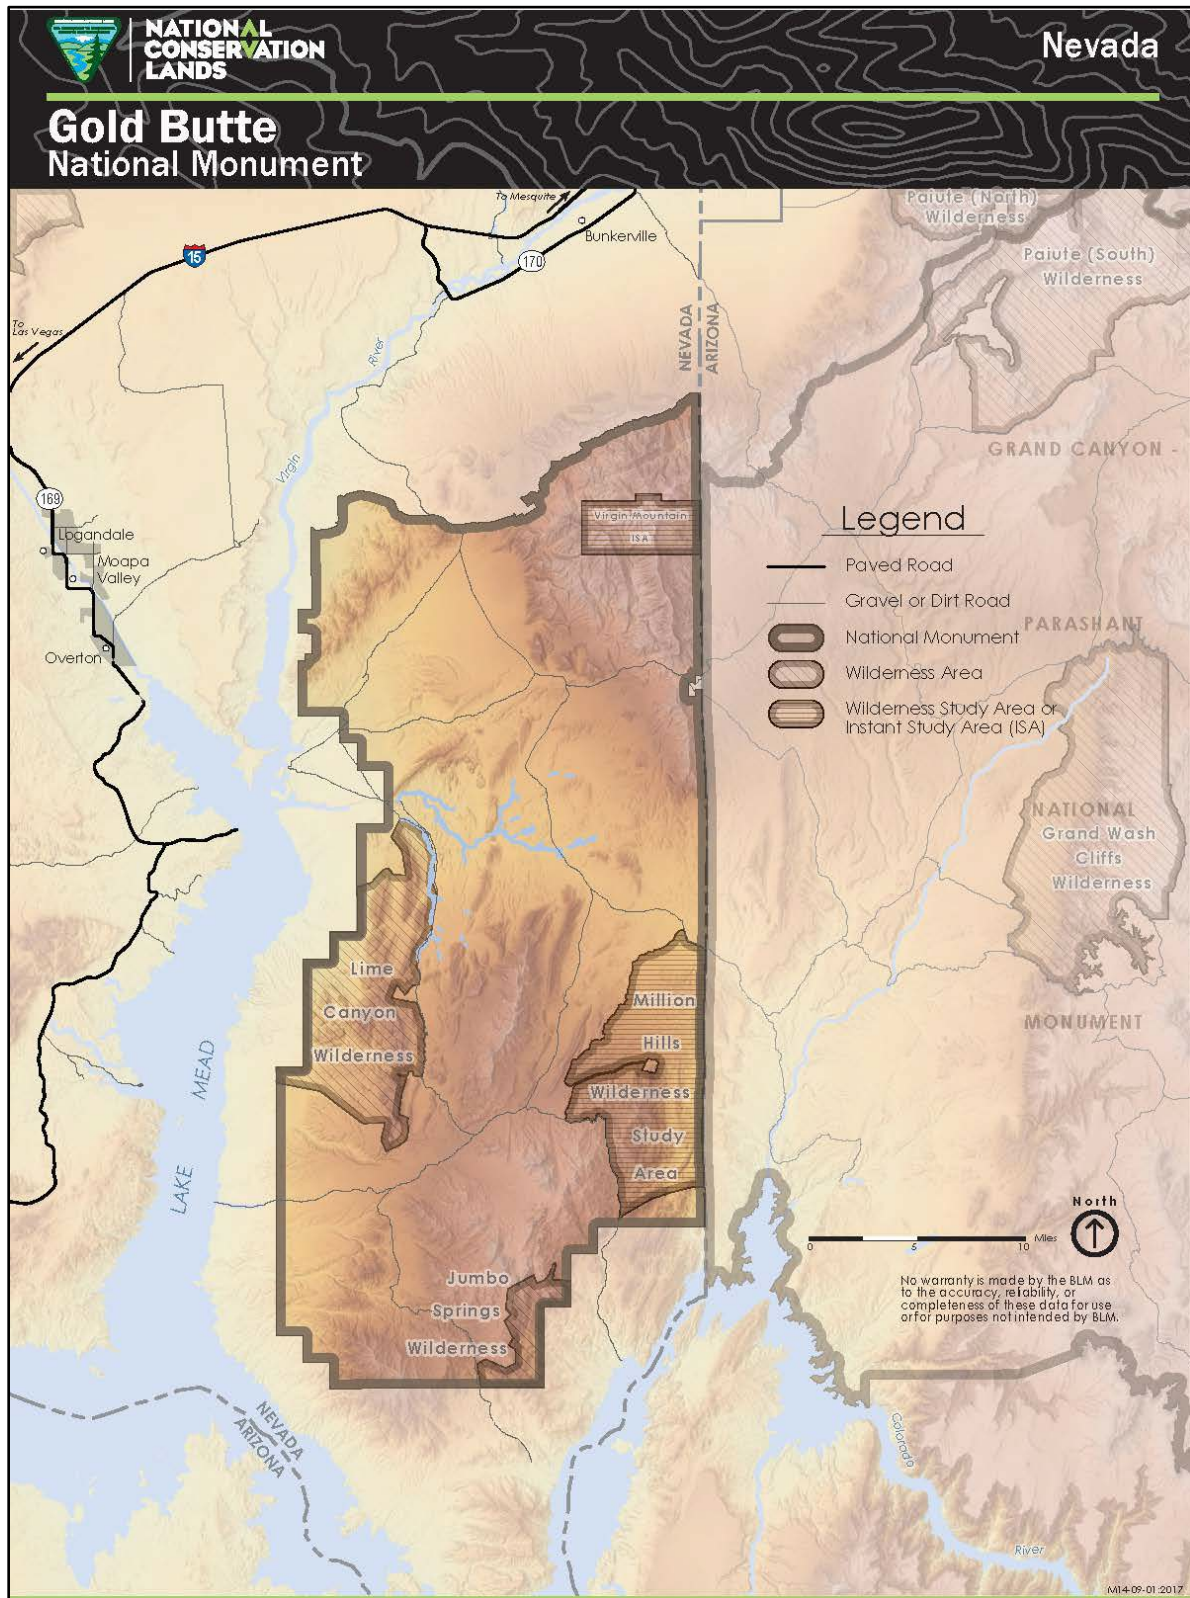 NATIONAL
CONSERVATION
LANDS
Nevada
Gold Butte
National Monument
To Mesquite
Bunkerville
15
170
Paiute (North)
Wilderness
Paiute (South)
Wilderness
To
Las Vegas
NEVADA
ARIZONA
River
Virgin
GRAND CANYON -
169
Logandale
Moapa
Valley
Overton
Virgin Mountain
ISA
Legend
Paved Road
Gravel or Dirt Road
National Monument
Wilderness Area
Wilderness Study Area or
Instant Study Area (ISA)
PARASHANT
NATIONAL
Grand Wash
Cliffs
Wilderness
MONUMENT
Lime
Canyon
Wilderness
Million
Hills
Wilderness
Study
Area
LAKE MEAD
Jumbo
Springs
Wilderness
North
0 5 10 Miles
No warranty is made by the BLM as
to the accuracy, reliability, or
completeness of these data for use
or for purposes not intended by BLM.
NEVADA
ARIZONA
Colorado
River
M14-09-01:2017